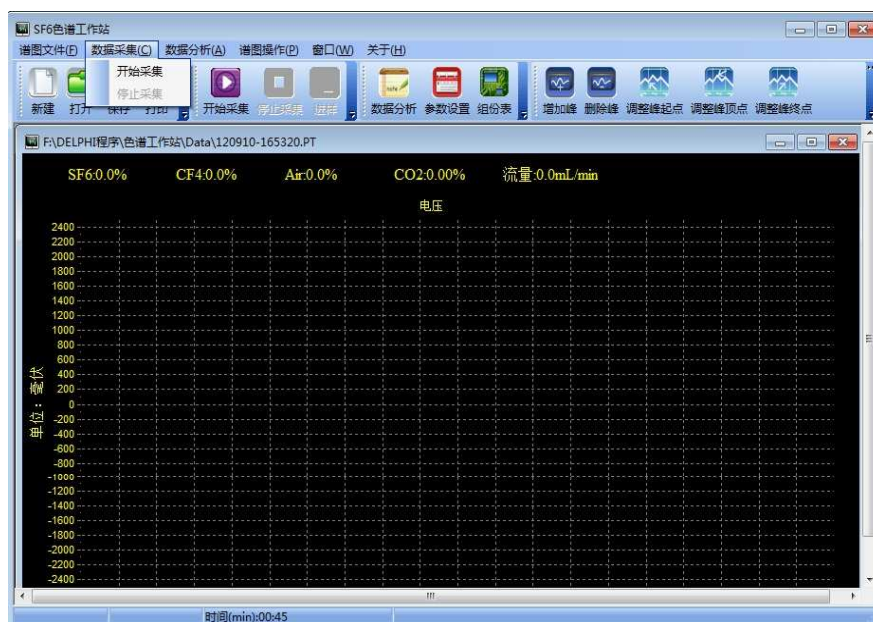 SF6色谱工作站
谱图文件(F) 数据采集(C) 数据分析(A) 谱图操作(P) 窗口(W) 关于(H)
开始采集
停止采集
新建 打开 保存 打印 开始采集 停止采集 进样 数据分析 参数设置 组份表 增加峰 删除峰 调整峰起点 调整峰顶点 调整峰终点
F:\DELPHI程序\色谱工作站\Data\120910-165320.PT
SF6:0.0% CF4:0.0% Air:0.0% CO2:0.00% 流量:0.0mL/min
电压
2400
2200
2000
1800
1600
1400
1200
1000
800
600
400
200
0
-200
-400
-600
-800
-1000
-1200
-1400
-1600
-1800
-2000
-2200
-2400
单位：毫伏
时间(min):00:45